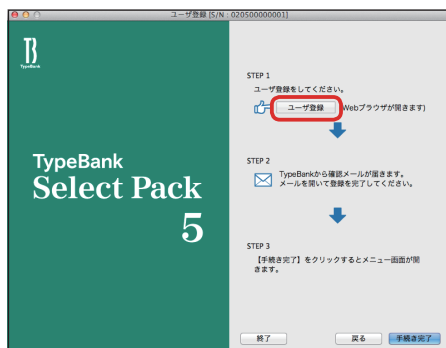 ユーザ登録 [S/N : 020500000001]
TB
TypeBank
TypeBank
Select Pack
5
STEP 1
ユーザ登録をしてください。
ユーザ登録 (Webブラウザが開きます)
STEP 2
TypeBankから確認メールが届きます。
メールを開いて登録を完了してください。
STEP 3
【手続き完了】をクリックするとメニュー画面が開
きます。
終了 戻る 手続き完了